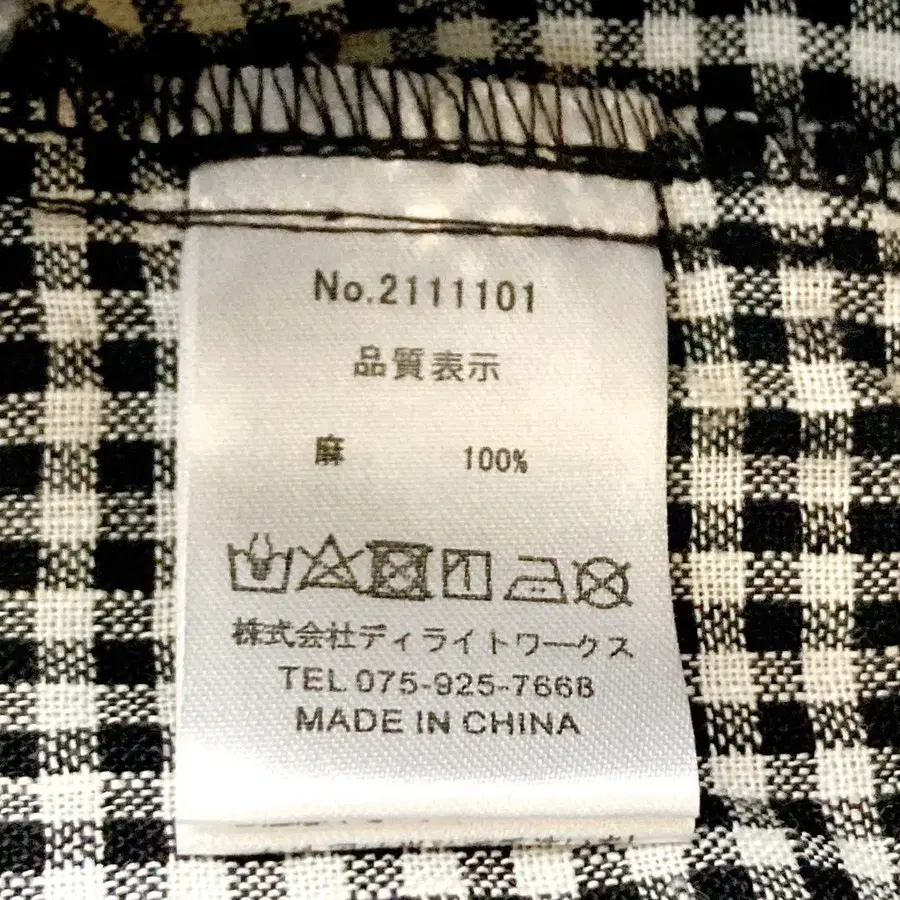 No.2111101
品質表示
麻 100%
株式会社ディライトワークス
TEL 075-925-7668
MADE IN CHINA